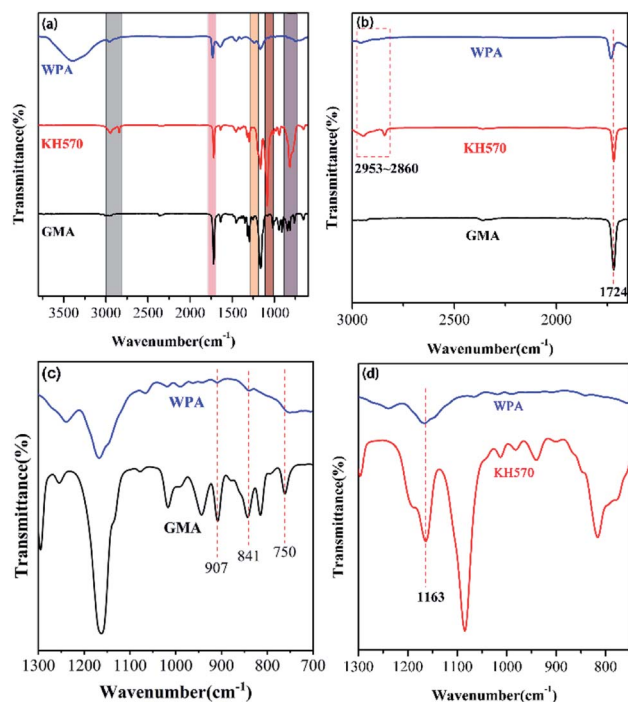 (a)
WPA
KH570
GMA
Transmittance(%)
3500 3000 2500 2000 1500 1000
Wavenumber(cm-1)
(b)
WPA
KH570
2953~2860
GMA
1724
Transmittance(%)
3000 2500 2000
Wavenumber(cm-1)
(c)
WPA
GMA
907
841
750
Transmittance(%)
1300 1200 1100 1000 900 800 700
Wavenumber(cm-1)
(d)
WPA
KH570
1163
Transmittance(%)
1300 1200 1100 1000 900 800
Wavenumber(cm-1)